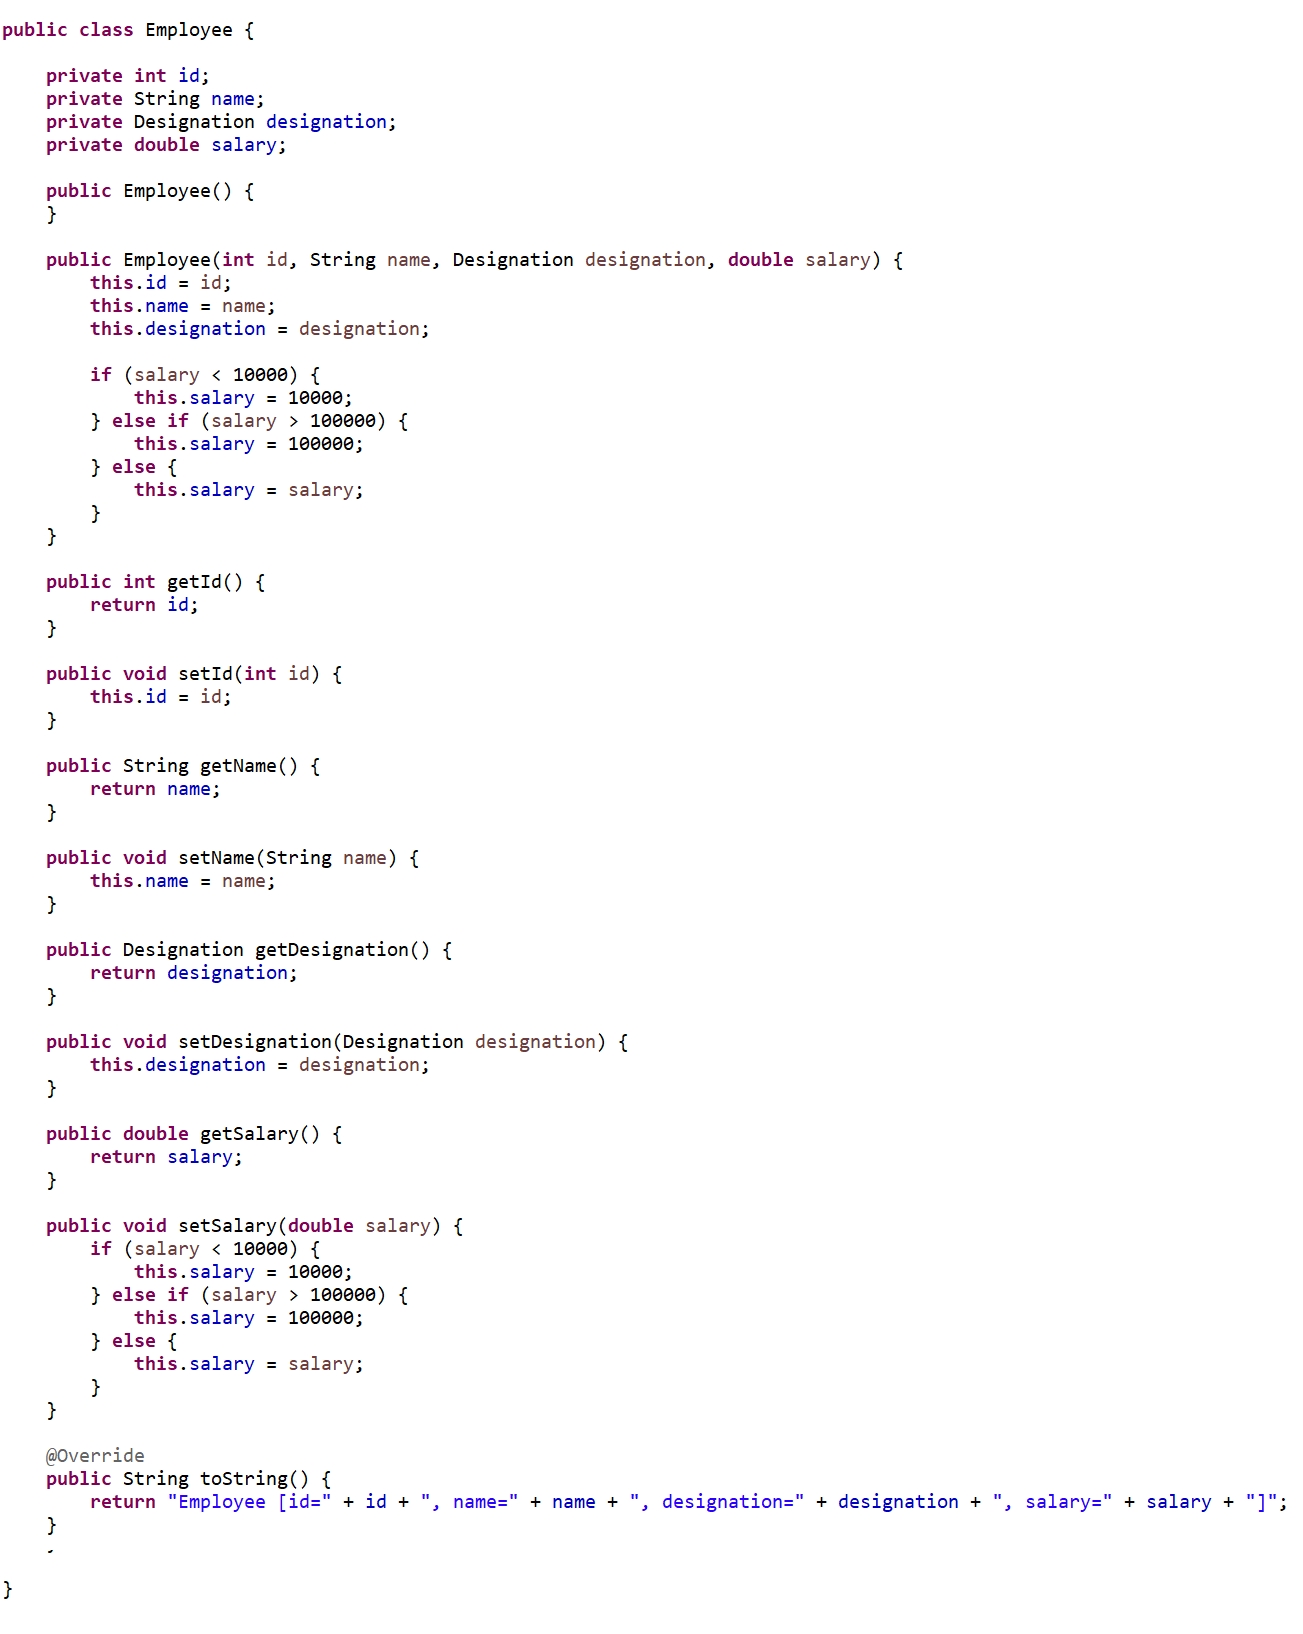 public class Employee {
private int id;
private String name;
private Designation designation;
private double salary;
public Employee() {
}
public Employee(int id, String name, Designation designation, double salary) {
this.id = id;
this.name = name;
this.designation = designation;
if (salary < 10000) {
this.salary = 10000;
} else if (salary > 100000) {
this.salary = 100000;
} else {
this.salary = salary;
}
}
public int getId() {
return id;
}
public void setId(int id) {
this.id = id;
}
public String getName() {
return name;
}
public void setName(String name) {
this.name = name;
}
public Designation getDesignation() {
return designation;
}
public void setDesignation(Designation designation) {
this.designation = designation;
}
public double getSalary() {
return salary;
}
public void setSalary(double salary) {
if (salary < 10000) {
this.salary = 10000;
} else if (salary > 100000) {
this.salary = 100000;
} else {
this.salary = salary;
}
}
@Override
public String toString() {
return "Employee [id=" + id + ", name=" + name + ", designation=" + designation + ", salary=" + salary + "]";
}
}